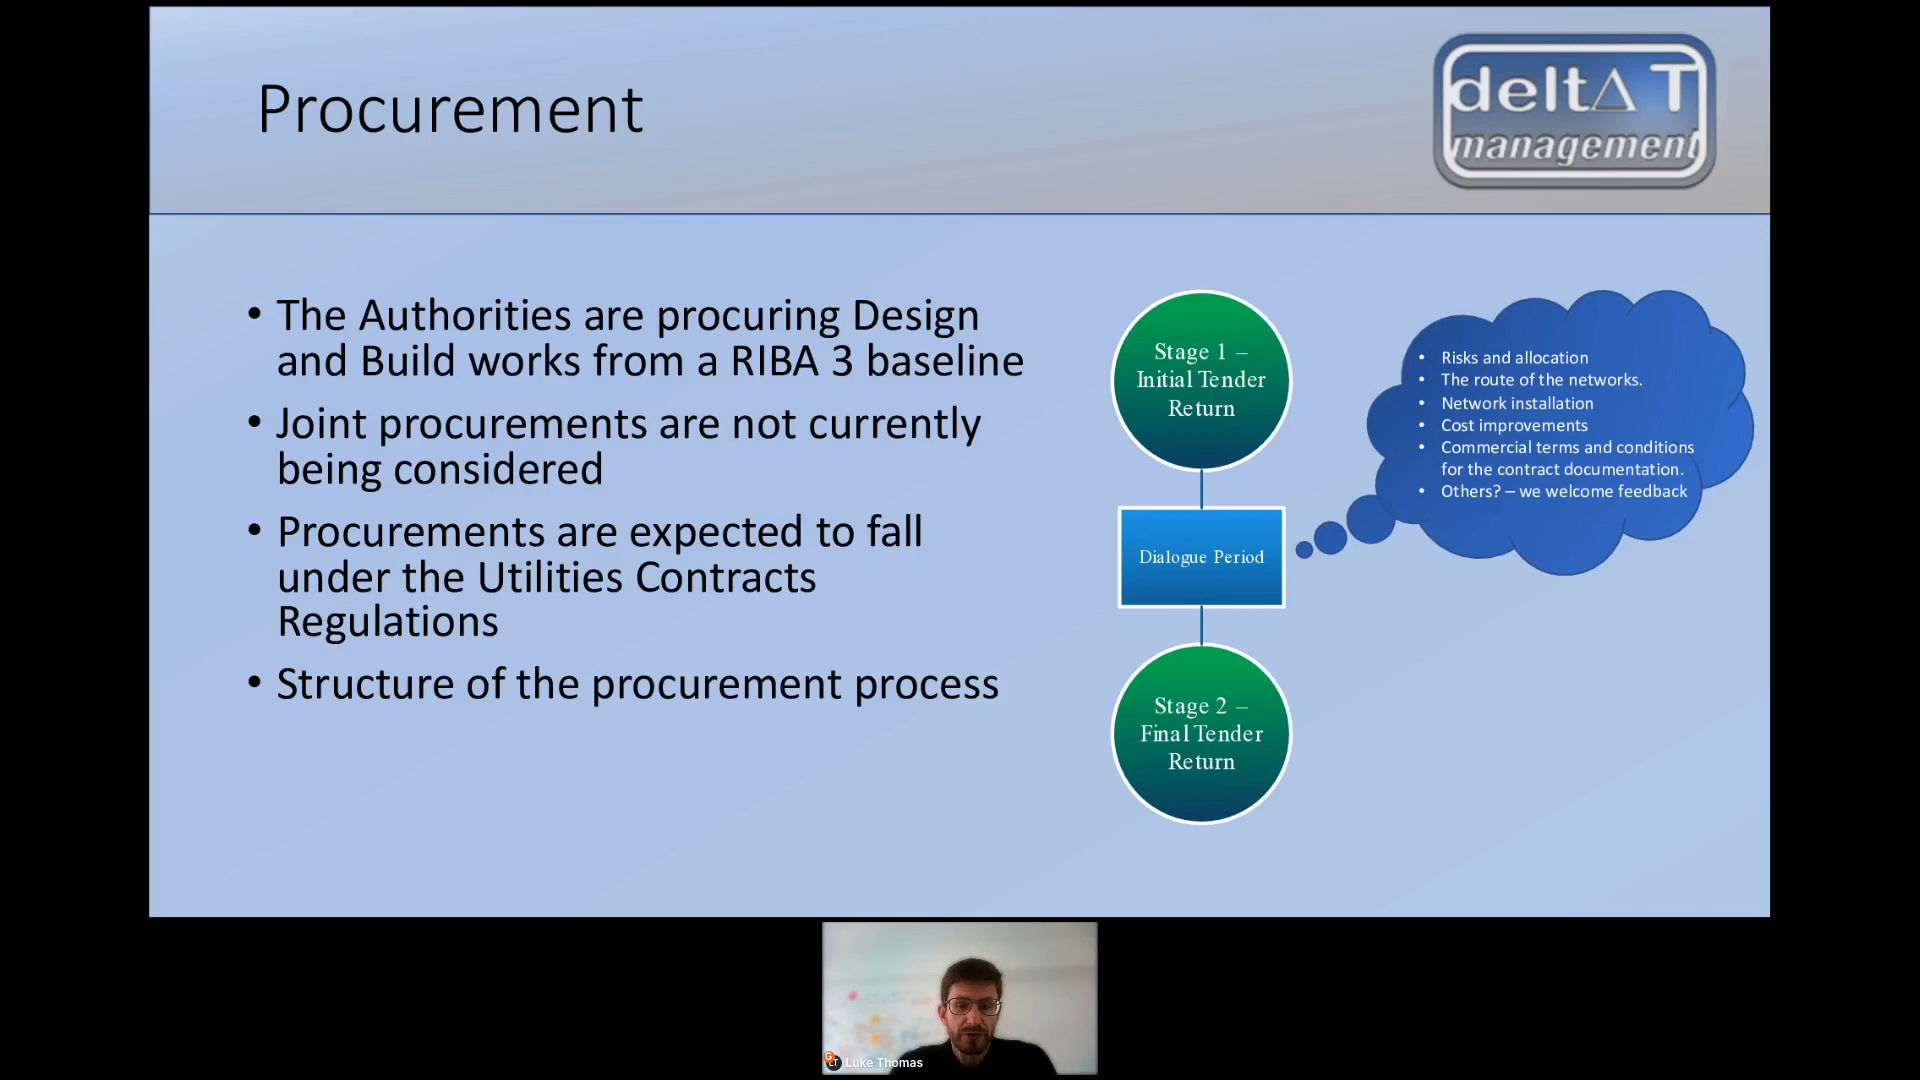 Procurement
deltΔT
management
• The Authorities are procuring Design
and Build works from a RIBA 3 baseline
• Joint procurements are not currently
being considered
• Procurements are expected to fall
under the Utilities Contracts
Regulations
• Structure of the procurement process
Stage 1 –
Initial Tender
Return
Dialogue Period
Stage 2 –
Final Tender
Return
• Risks and allocation
• The route of the networks.
• Network installation
• Cost improvements
• Commercial terms and conditions
for the contract documentation.
• Others? – we welcome feedback
G
LT
Luke Thomas